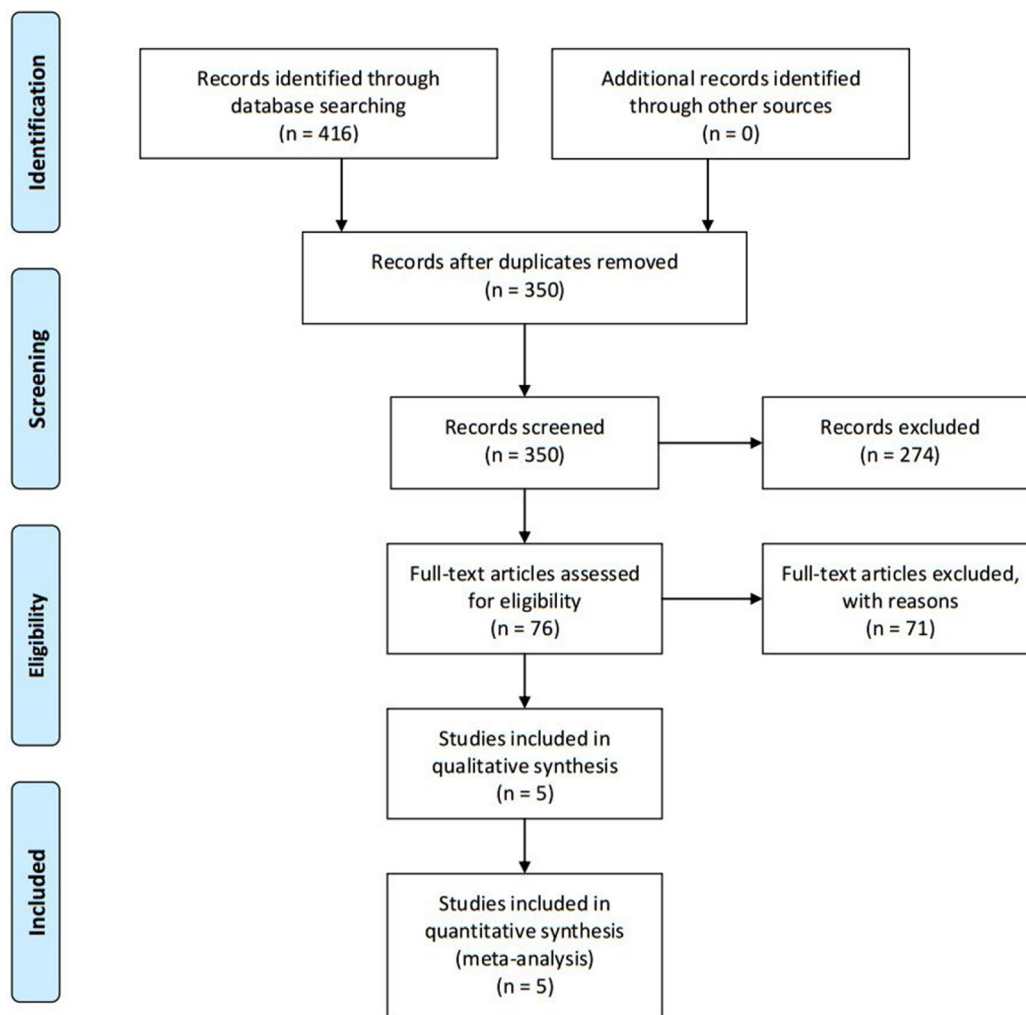 Identification
Records identified through
database searching
(n = 416)
Additional records identified
through other sources
(n = 0)
Records after duplicates removed
(n = 350)
Screening
Records screened
(n = 350)
Records excluded
(n = 274)
Eligibility
Full-text articles assessed
for eligibility
(n = 76)
Full-text articles excluded,
with reasons
(n = 71)
Studies included in
qualitative synthesis
(n = 5)
Included
Studies included in
quantitative synthesis
(meta-analysis)
(n = 5)